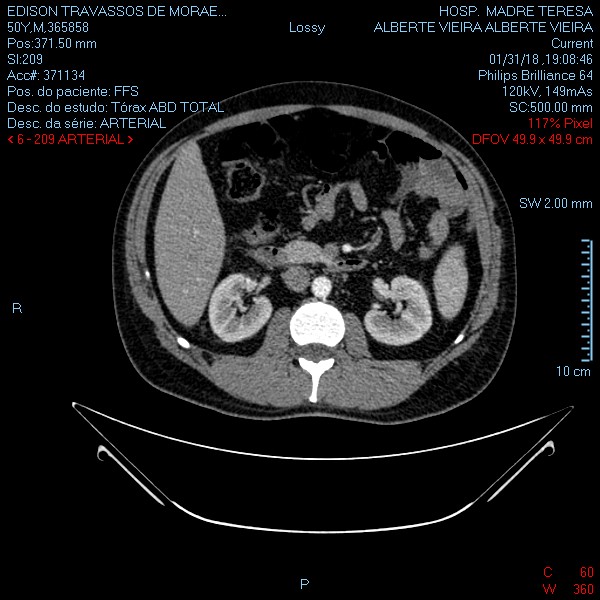 EDISON TRAVASSOS DE MORAE...
50Y,M,365858
Pos:371.50 mm
Sl:209
Acc#: 371134
Pos. do paciente: FFS
Desc. do estudo: Tórax ABD TOTAL
Desc. da série: ARTERIAL
< 6 - 209 ARTERIAL >
Lossy
HOSP. MADRE TERESA
ALBERTE VIEIRA ALBERTE VIEIRA
Current
01/31/18 ,19:08:46
Philips Brilliance 64
120kV, 149mAs
SC:500.00 mm
117% Pixel
DFOV 49.9 x 49.9 cm
SW 2.00 mm
R
10 cm
P
C 60
W 360